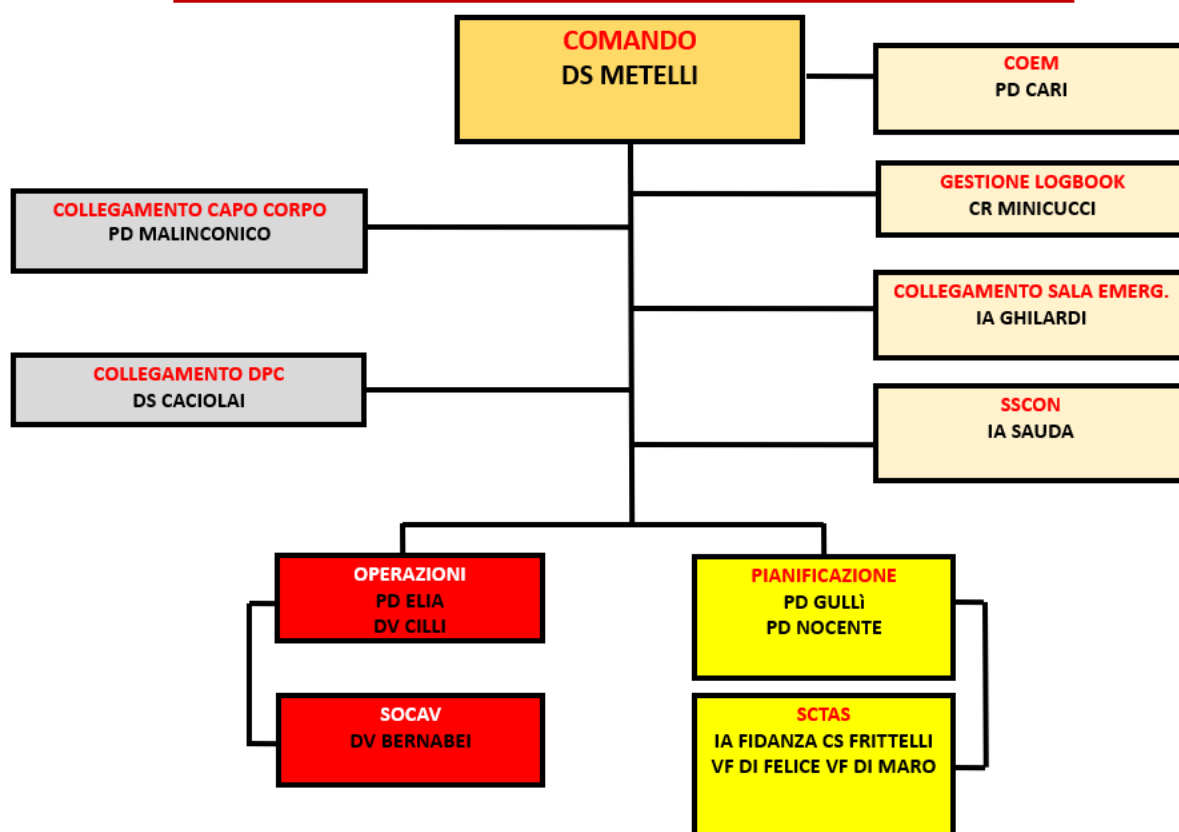 COMANDO
DS METELLI
COEM
PD CARI
GESTIONE LOGBOOK
CR MINICUCCI
COLLEGAMENTO CAPO CORPO
PD MALINCONICO
COLLEGAMENTO SALA EMERG.
IA GHILARDI
COLLEGAMENTO DPC
DS CACIOLAI
SSCON
IA SAUDA
OPERAZIONI
PD ELIA
DV CILLI
PIANIFICAZIONE
PD GULLì
PD NOCENTE
SOCAV
DV BERNABEI
SCTAS
IA FIDANZA CS FRITTELLI
VF DI FELICE VF DI MARO